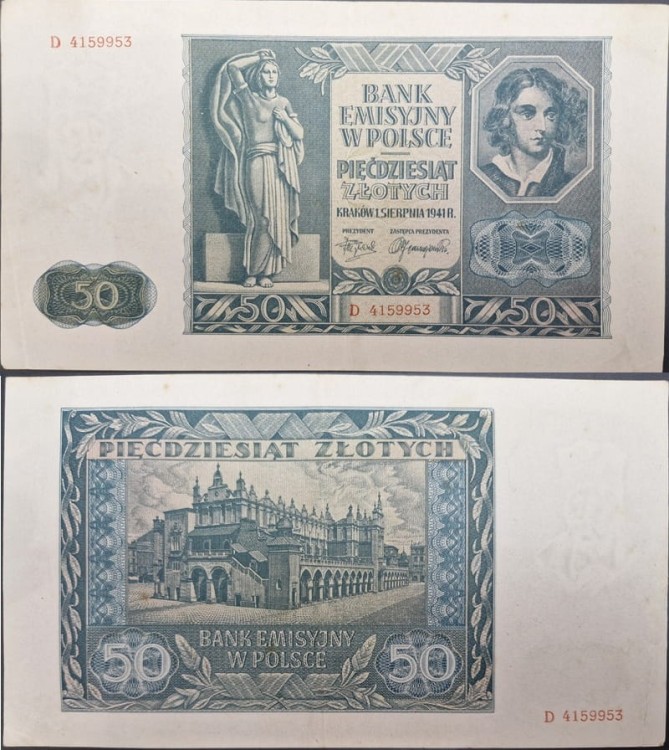 D 4159953
BANK
EMISYJNY
W POLSCE
PIĘĆDZIESIĄT
ZŁOTYCH
KRAKÓW 1. SIERPNIA 1941 R.
PREZYDENT ZASTĘPCA PREZYDENTA
50
50
D 4159953
50
PIĘĆDZIESIĄT ZŁOTYCH
50
BANK EMISYJNY
W POLSCE
50
D 4159953